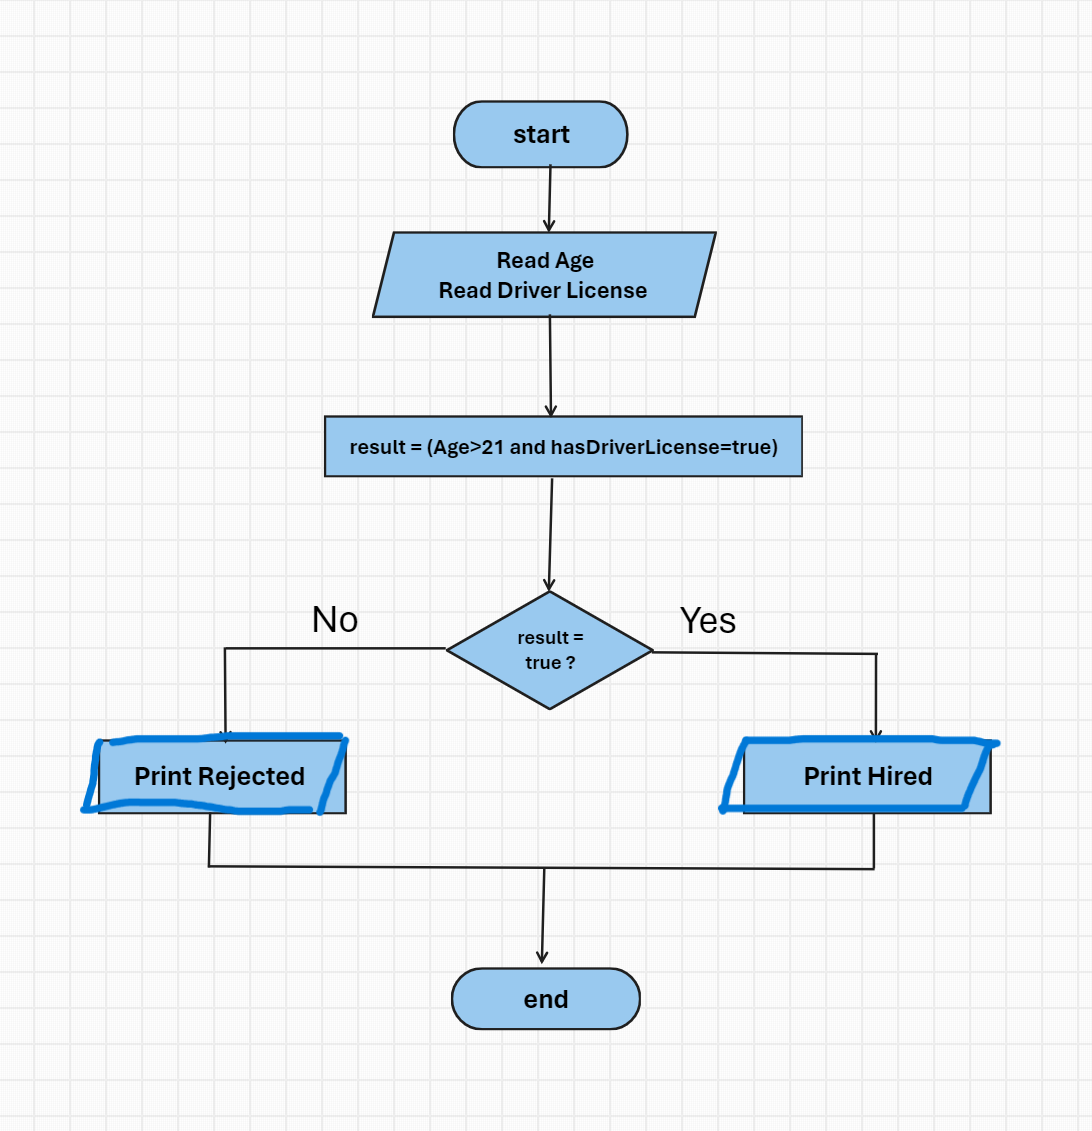 start
Read Age
Read Driver License
result = (Age>21 and hasDriverLicense=true)
result =
true ?
No
Yes
Print Rejected
Print Hired
end